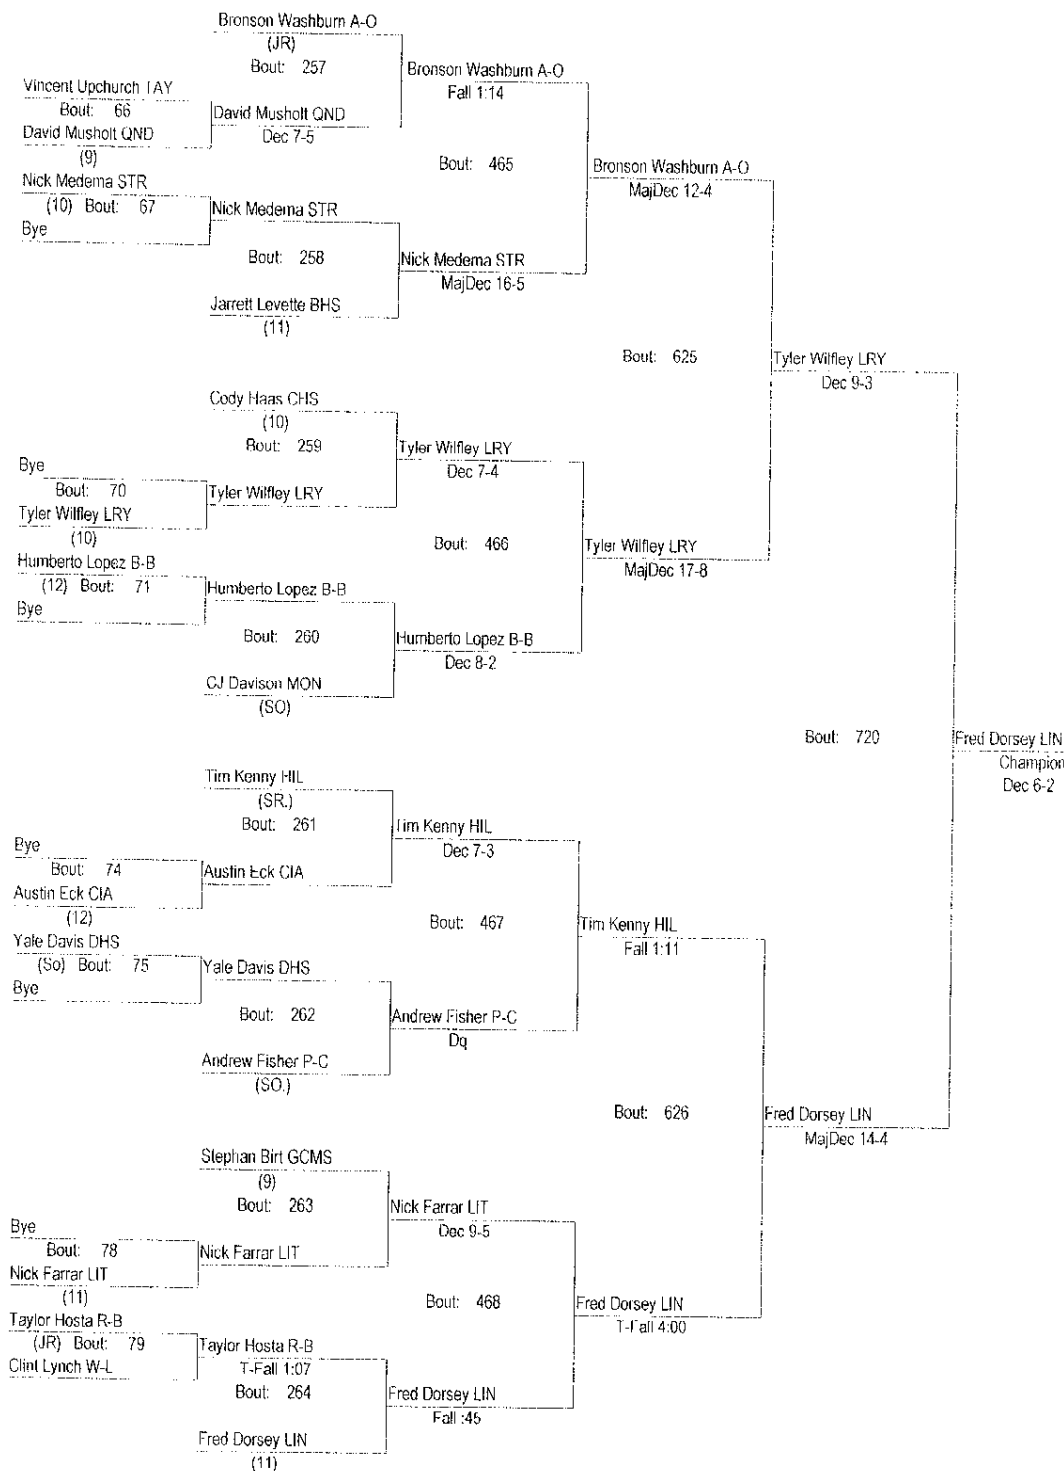 Bronson Washburn A-O
(JR)
Bout: 257
Bronson Washburn A-O
Fall 1:14
Vincent Upchurch TAY
Bout: 66
David Musholt QND
Dec 7-5
David Musholt QND
(9)
Bout: 465
Bronson Washburn A-O
MajDec 12-4
Nick Medema STR
(10) Bout: 67
Nick Medema STR
Bye
Bout: 258
Nick Medema STR
MajDec 16-5
Jarrett Levette BHS
(11)
Bout: 625
Tyler Wilfley LRY
Dec 9-3
Cody Haas CHS
(10)
Bout: 259
Tyler Wilfley LRY
Dec 7-4
Bye
Bout: 70
Tyler Wilfley LRY
Tyler Wilfley LRY
(10)
Bout: 466
Tyler Wilfley LRY
MajDec 17-8
Humberto Lopez B-B
(12) Bout: 71
Humberto Lopez B-B
Bye
Bout: 260
Humberto Lopez B-B
Dec 8-2
CJ Davison MON
(SO)
Bout: 720
Fred Dorsey LIN
Champion
Dec 6-2
Tim Kenny HIL
(SR.)
Bout: 261
Tim Kenny HIL
Dec 7-3
Bye
Bout: 74
Austin Eck CIA
Austin Eck CIA
(12)
Bout: 467
Tim Kenny HIL
Fall 1:11
Yale Davis DHS
(So) Bout: 75
Yale Davis DHS
Bye
Bout: 262
Andrew Fisher P-C
Dq
Andrew Fisher P-C
(SO.)
Bout: 626
Fred Dorsey LIN
MajDec 14-4
Stephan Birt GCMS
(9)
Bout: 263
Nick Farrar LIT
Dec 9-5
Bye
Bout: 78
Nick Farrar LIT
Nick Farrar LIT
(11)
Bout: 468
Fred Dorsey LIN
T-Fall 4:00
Taylor Hosta R-B
(JR) Bout: 79
Taylor Hosta R-B
T-Fall 1:07
Clint Lynch W-L
Bout: 264
Fred Dorsey LIN
Fall :45
Fred Dorsey LIN
(11)